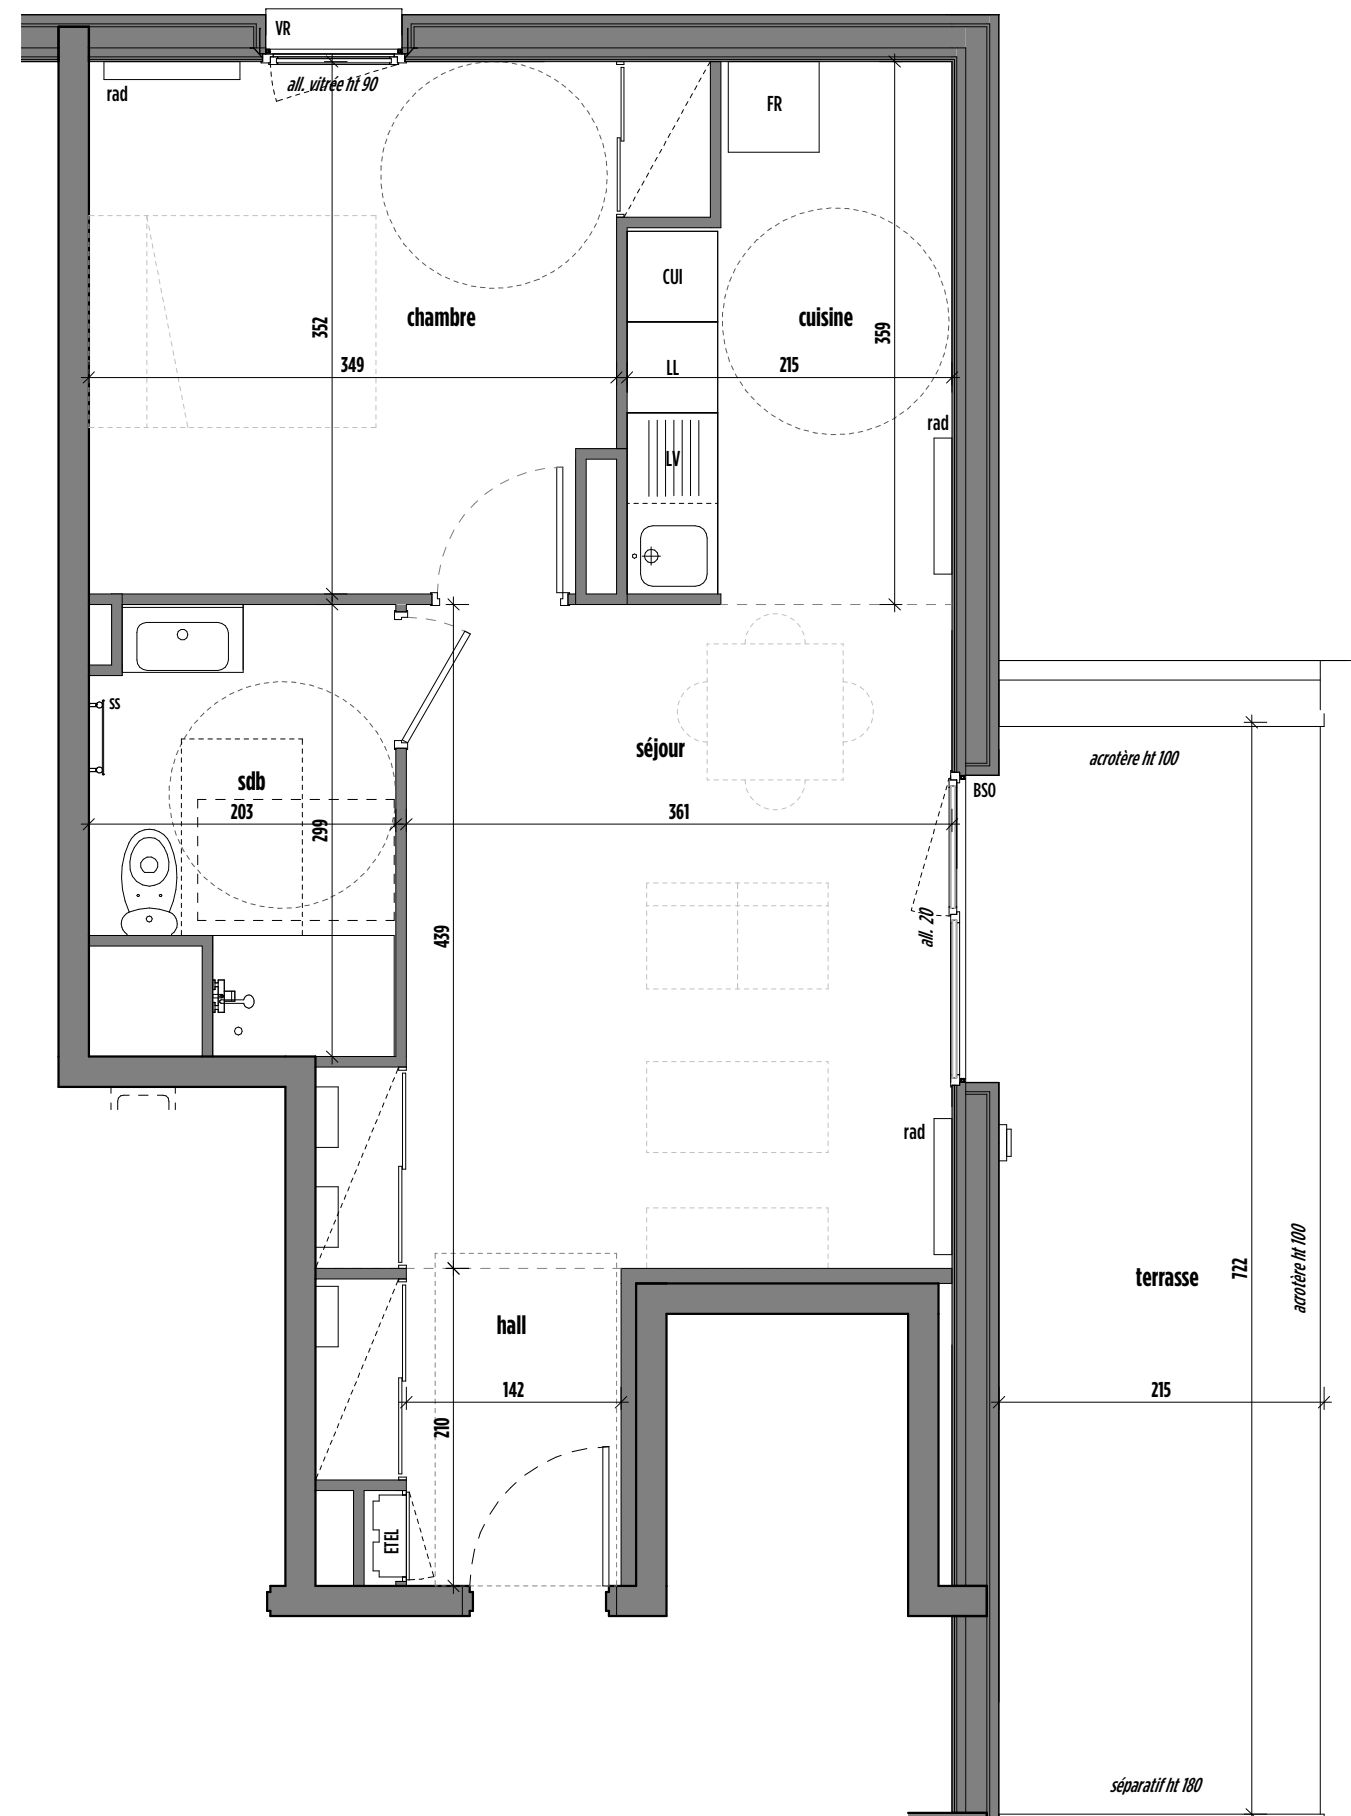 VR
all. vitrée ht 90
rad
FR
CUI
chambre
cuisine
352
359
349
LL
215
rad
LV
ss
séjour
acrotère ht 100
sdb
BSO
203
299
361
439
all. 20
rad
terrasse
722
acrotère ht 100
hall
142
215
210
ETEL
séparatif ht 180